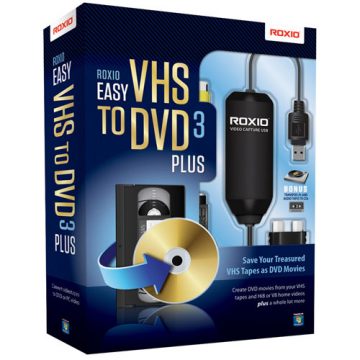 ROXIO
ROXIO
EASY VHS
TO DVD 3
PLUS
ROXIO
VIDEO CAPTURE USB
BONUS
Save Your Treasured
VHS Tapes as DVD Movies
Create DVD movies from your VHS
tapes and Hi8 or V8 home videos
plus a whole lot more
ROXIO
EASY
VHS TO DVD 3
PLUS